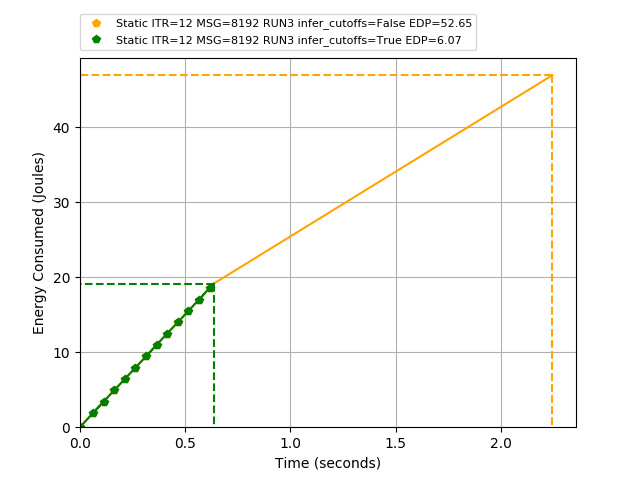 Static ITR=12 MSG=8192 RUN3 infer_cutoffs=False EDP=52.65
Static ITR=12 MSG=8192 RUN3 infer_cutoffs=True EDP=6.07
Energy Consumed (Joules)
40
30
20
10
0
0.0 0.5 1.0 1.5 2.0
Time (seconds)